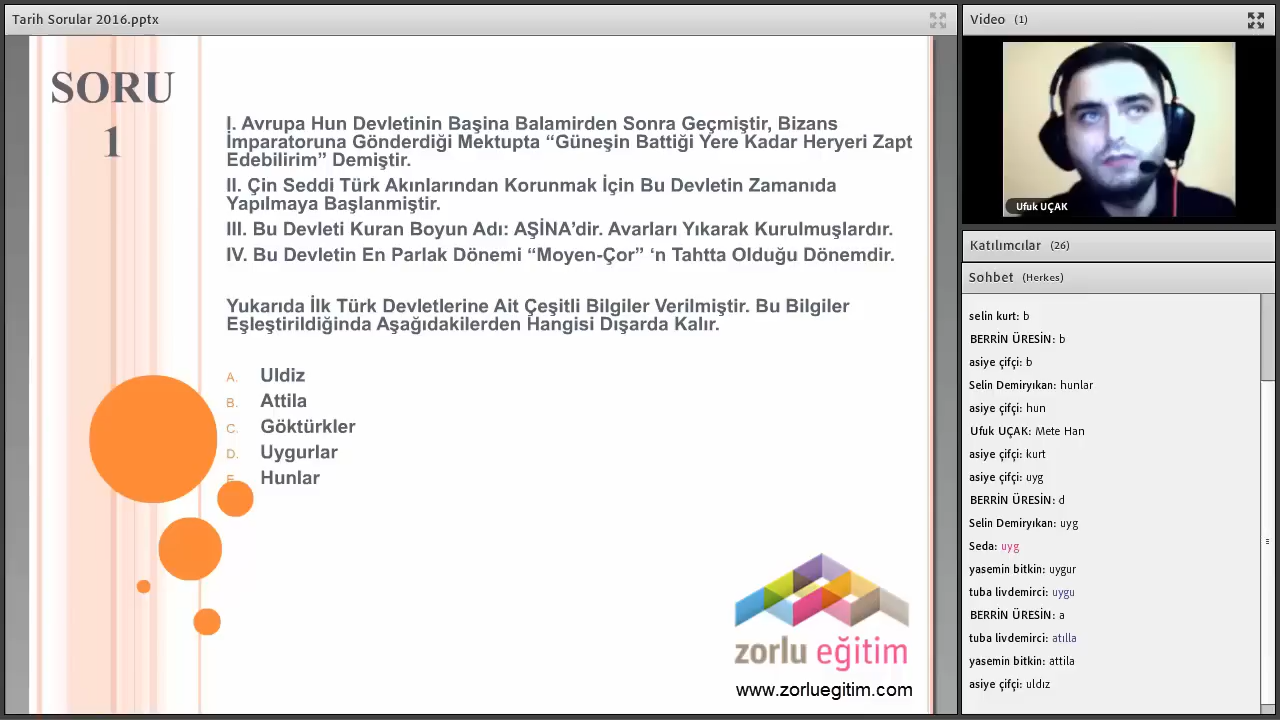 Tarih Sorular 2016.pptx
SORU
1
I. Avrupa Hun Devletinin Başina Balamirden Sonra Geçmiştir, Bizans
İmparatoruna Gönderdiği Mektupta “Güneşin Battiği Yere Kadar Heryeri Zapt
Edebilirim” Demiştir.
II. Çin Seddi Türk Akınlarından Korunmak İçin Bu Devletin Zamanıda
Yapılmaya Başlanmiştir.
III. Bu Devleti Kuran Boyun Adı: AŞİNA’dir. Avarları Yıkarak Kurulmuşlardır.
IV. Bu Devletin En Parlak Dönemi “Moyen-Çor” ‘n Tahtta Olduğu Dönemdir.
Yukarıda İlk Türk Devletlerine Ait Çeşitli Bilgiler Verilmiştir. Bu Bilgiler
Eşleştirildiğinda Aşağıdakilerden Hangisi Dışarda Kalır.
A. Uldiz
B. Attila
C. Göktürkler
D. Uygurlar
E. Hunlar
zorlu eğitim
www.zorluegitim.com
Video (1)
Ufuk UÇAK
Katılımcılar (26)
Sohbet (Herkes)
selin kurt: b
BERRİN ÜRESİN: b
asiye çifçi: b
Selin Demiryıkan: hunlar
asiye çifçi: hun
Ufuk UÇAK: Mete Han
asiye çifçi: kurt
asiye çifçi: uyg
BERRİN ÜRESİN: d
Selin Demiryıkan: uyg
Seda: uyg
yasemin bitkin: uygur
tuba livdemirci: uygu
BERRİN ÜRESİN: a
tuba livdemirci: atılla
yasemin bitkin: attila
asiye çifçi: uldız